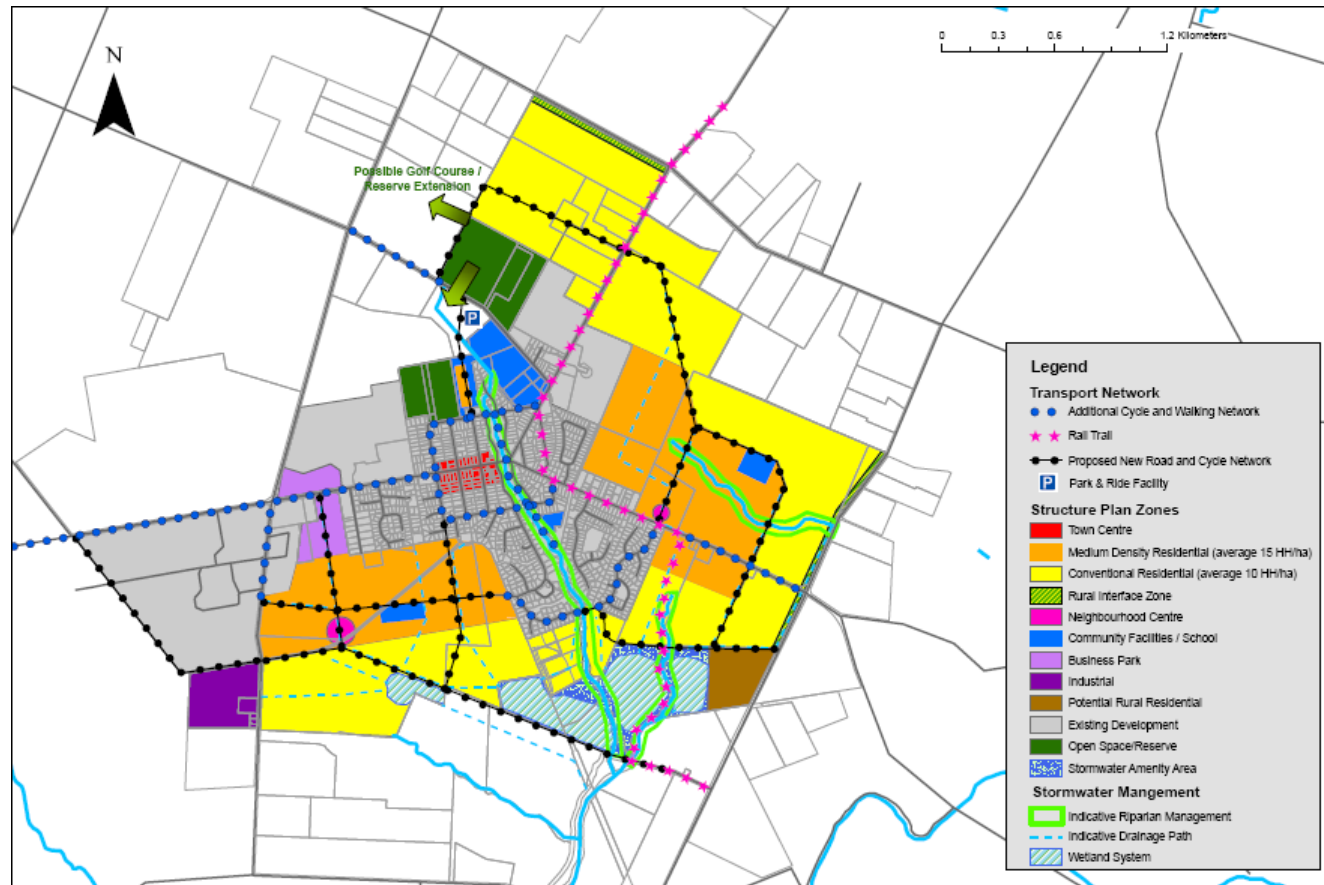 0 0.3 0.6 1.2 Kilometers
N
Possible Golf Course /
Reserve Extension
P
Legend
Transport Network
Additional Cycle and Walking Network
Rail Trail
Proposed New Road and Cycle Network
P Park & Ride Facility
Structure Plan Zones
Town Centre
Medium Density Residential (average 15 HH/ha)
Conventional Residential (average 10 HH/ha)
Rural Interface Zone
Neighbourhood Centre
Community Facilities / School
Business Park
Industrial
Potential Rural Residential
Existing Development
Open Space/Reserve
Stormwater Amenity Area
Stormwater Mangement
Indicative Riparian Management
Indicative Drainage Path
Wetland System